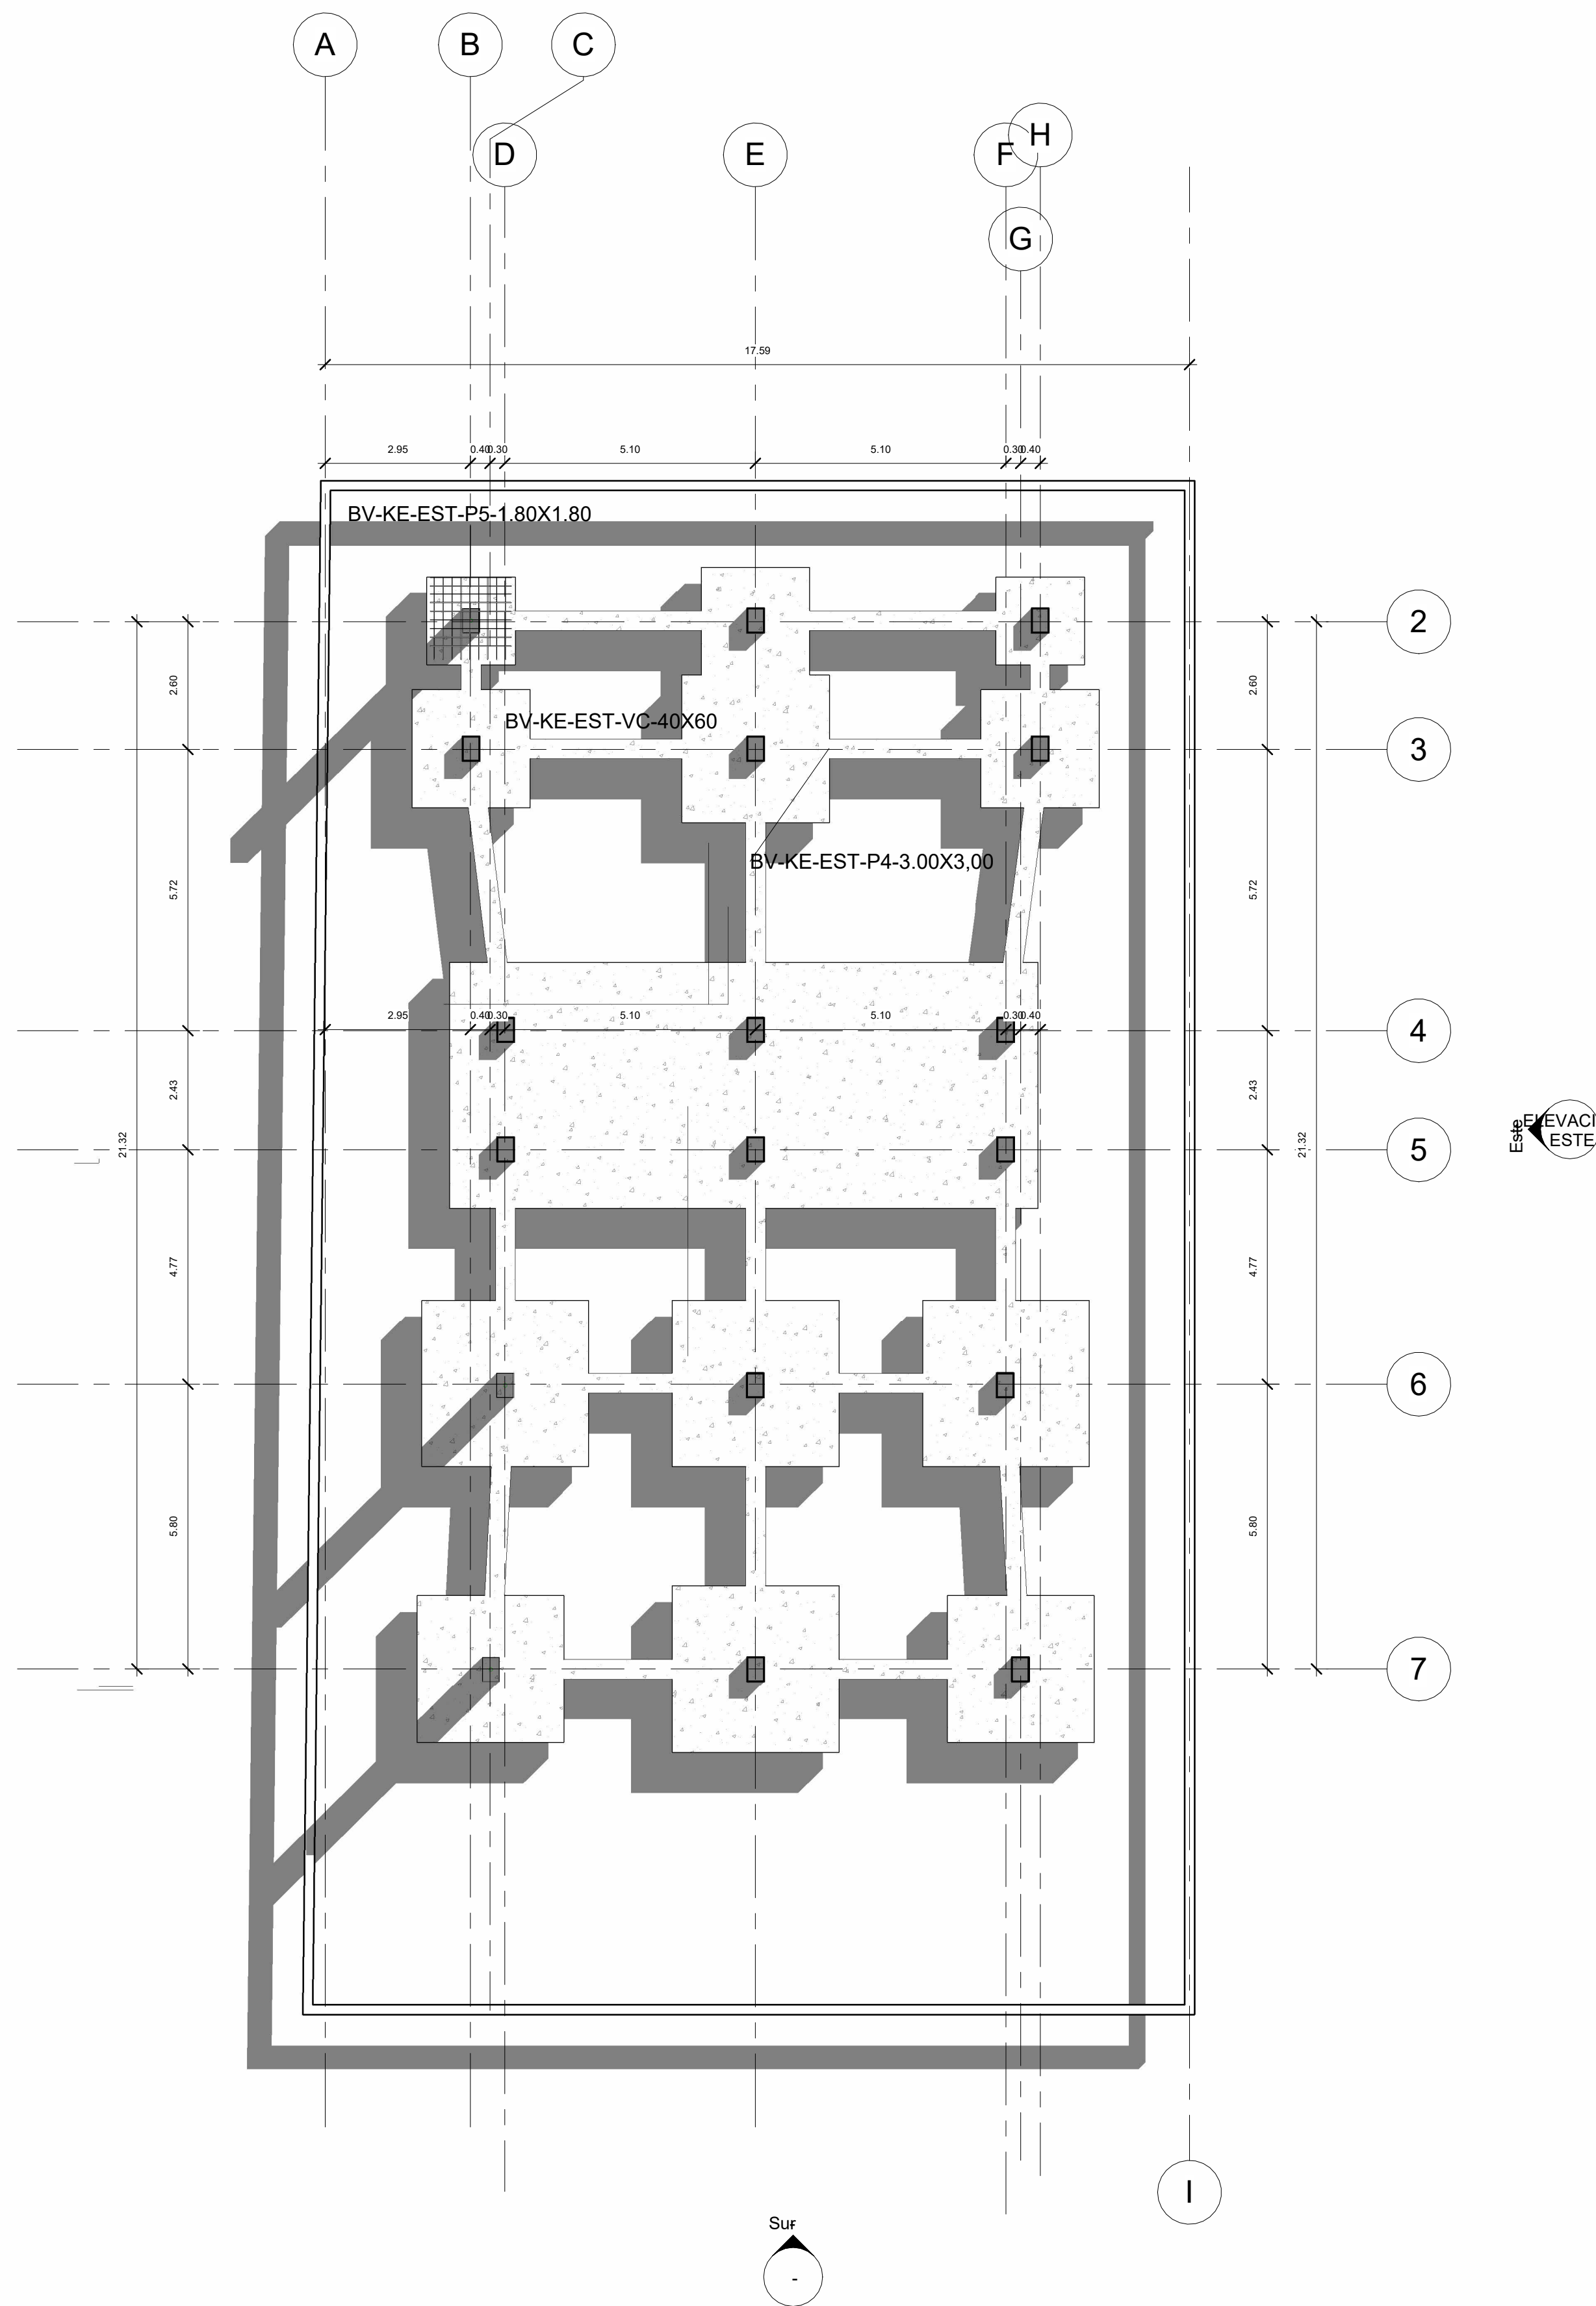 A
B
C
D
E
F
H
G
17.59
2.95
0.40
0.30
5.10
5.10
0.30
0.40
BV-KE-EST-P5-1.80X1.80
2
2.60
2.60
BV-KE-EST-VC-40X60
3
BV-KE-EST-P4-3.00X3,00
5.72
5.72
2.95
0.40
0.30
5.10
5.10
0.30
0.40
4
2.43
2.43
21.32
21.32
5
Este
ELEVACI
ESTE
4.77
4.77
6
5.80
5.80
7
I
Sur
-